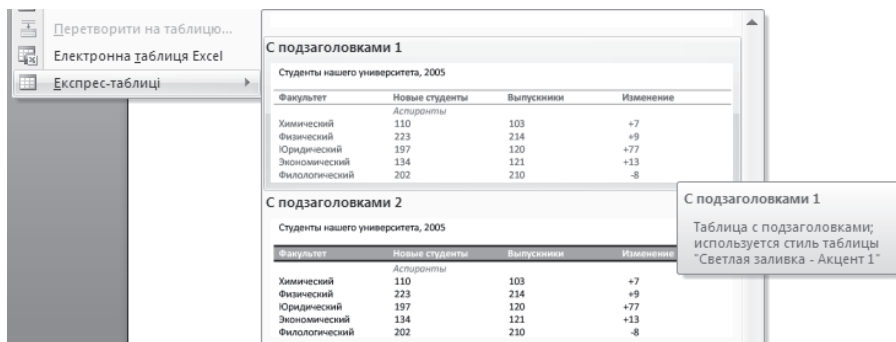 Перетворити на таблицю...
Електронна таблиця Excel
Експрес-таблиці
С подзаголовками 1
Студенты нашего университета, 2005
Факультет Новые студенты Выпускники Изменение
Аспиранты
Химический 110 103 +7
Физический 223 214 +9
Юридический 197 120 +77
Экономический 134 121 +13
Филологический 202 210 -8
С подзаголовками 2
Студенты нашего университета, 2005
Факультет Новые студенты Выпускники Изменение
Аспиранты
Химический 110 103 +7
Физический 223 214 +9
Юридический 197 120 +77
Экономический 134 121 +13
Филологический 202 210 -8
С подзаголовками 1
Таблица с подзаголовками;
используется стиль таблицы
"Светлая заливка - Акцент 1"